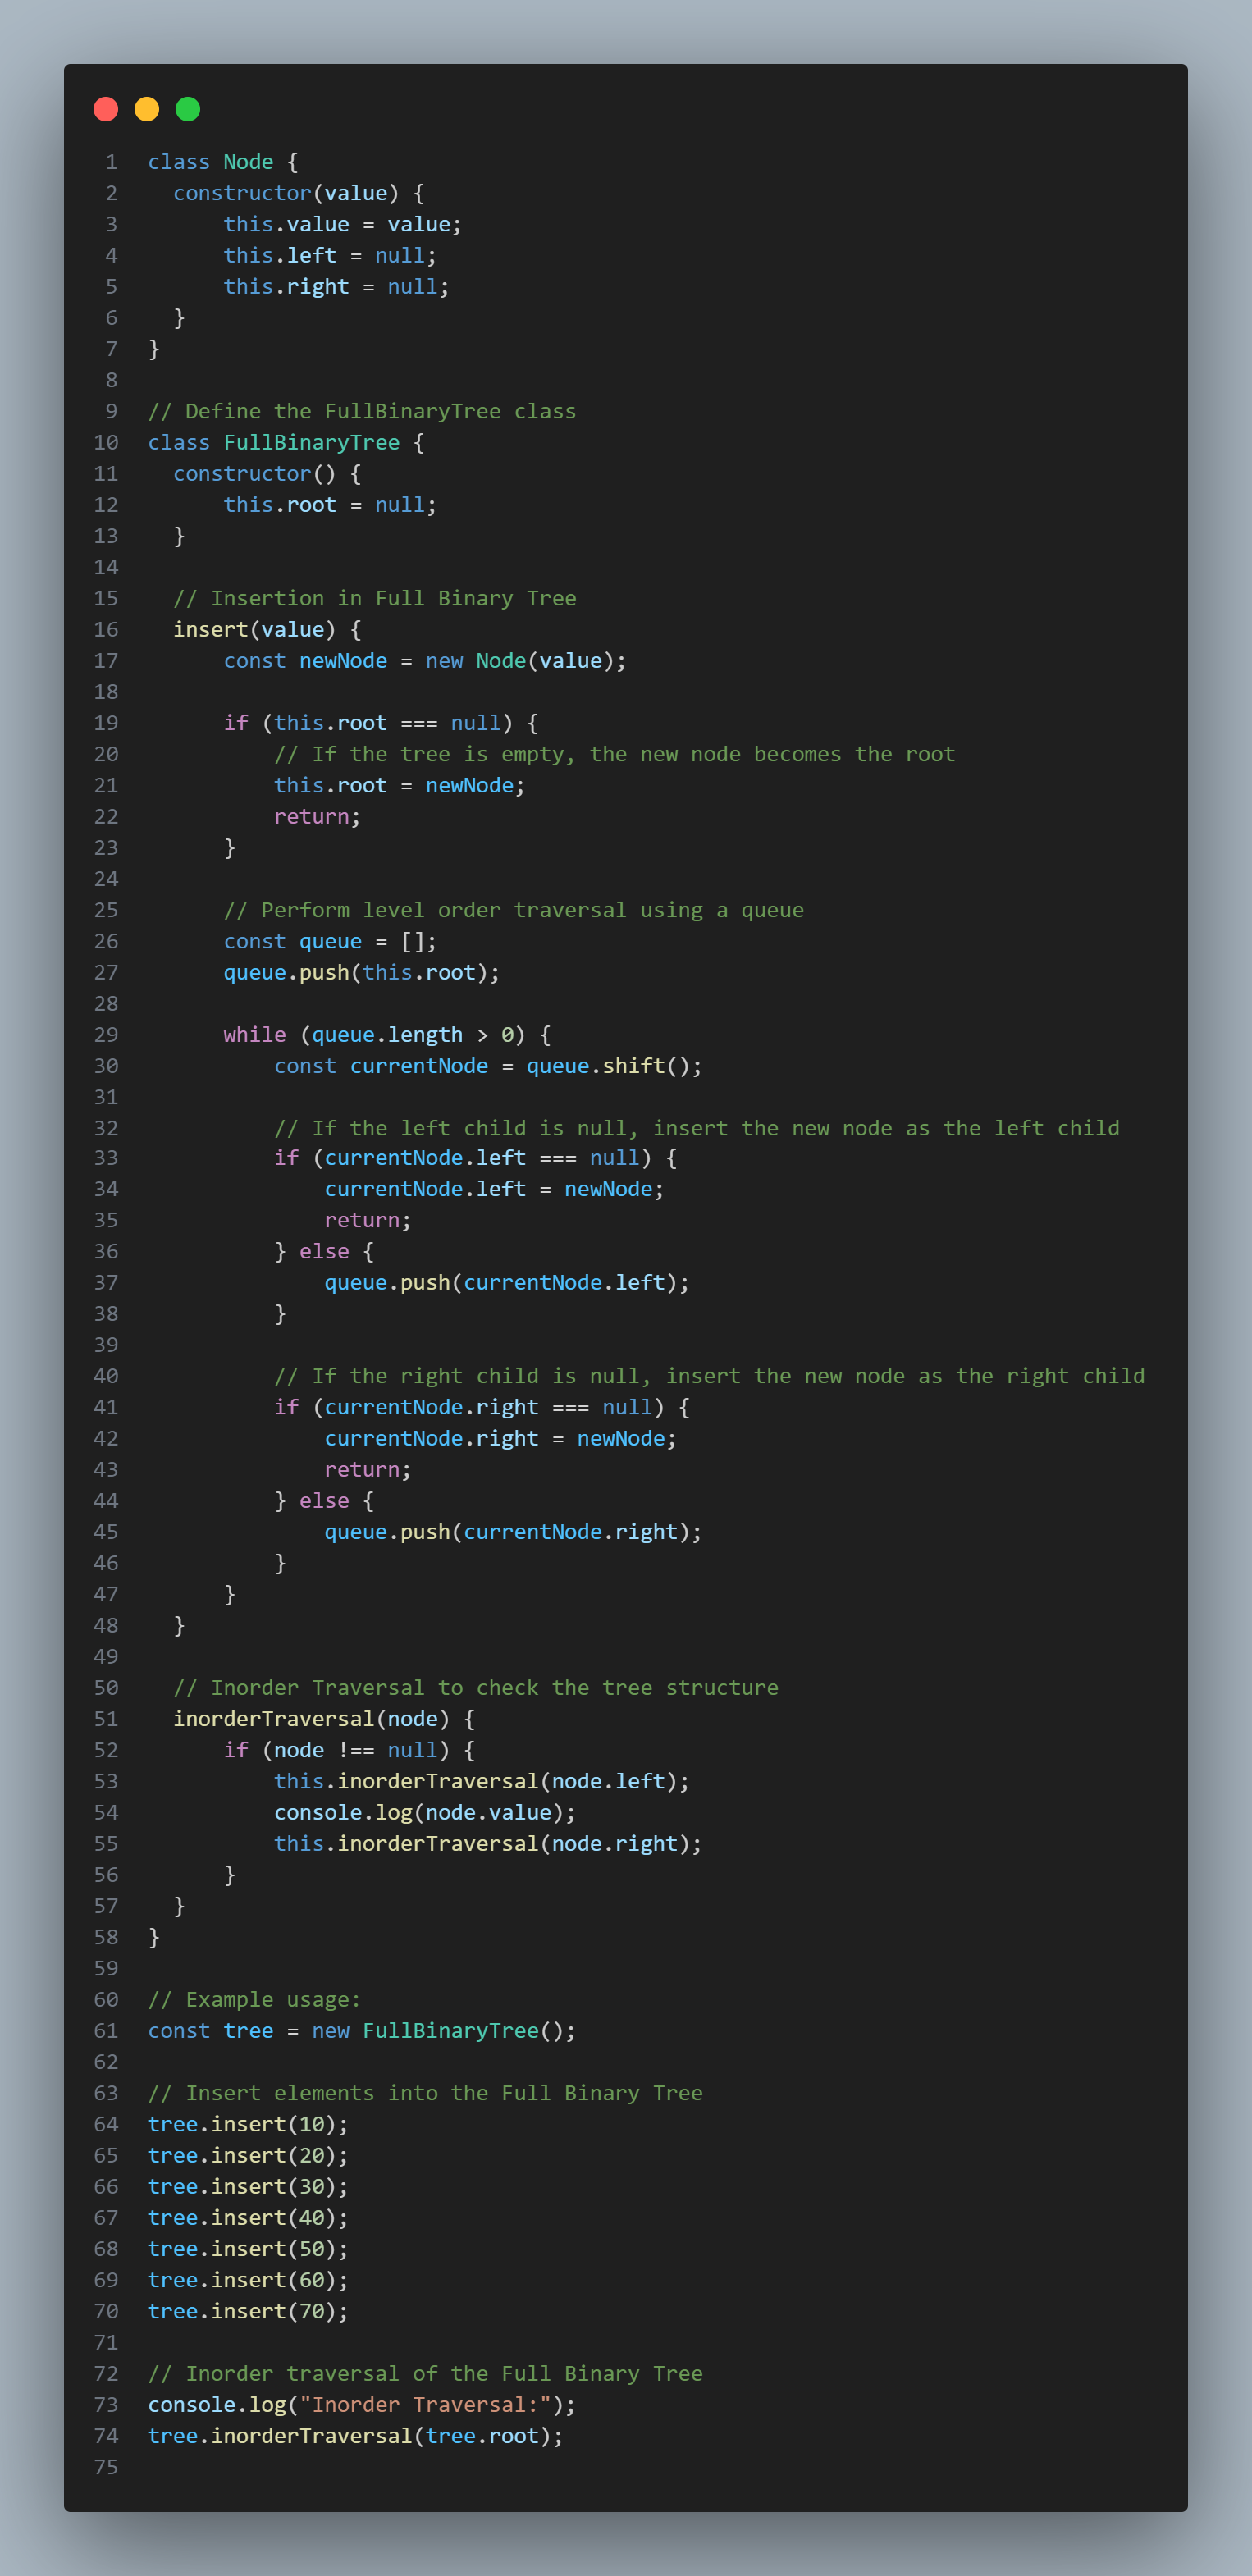 1 class Node {
2   constructor(value) {
3       this.value = value;
4       this.left = null;
5       this.right = null;
6   }
7 }
8
9 // Define the FullBinaryTree class
10 class FullBinaryTree {
11   constructor() {
12       this.root = null;
13   }
14
15   // Insertion in Full Binary Tree
16   insert(value) {
17       const newNode = new Node(value);
18
19       if (this.root === null) {
20           // If the tree is empty, the new node becomes the root
21           this.root = newNode;
22           return;
23       }
24
25       // Perform level order traversal using a queue
26       const queue = [];
27       queue.push(this.root);
28
29       while (queue.length > 0) {
30           const currentNode = queue.shift();
31
32           // If the left child is null, insert the new node as the left child
33           if (currentNode.left === null) {
34               currentNode.left = newNode;
35               return;
36           } else {
37               queue.push(currentNode.left);
38           }
39
40           // If the right child is null, insert the new node as the right child
41           if (currentNode.right === null) {
42               currentNode.right = newNode;
43               return;
44           } else {
45               queue.push(currentNode.right);
46           }
47       }
48   }
49
50   // Inorder Traversal to check the tree structure
51   inorderTraversal(node) {
52       if (node !== null) {
53           this.inorderTraversal(node.left);
54           console.log(node.value);
55           this.inorderTraversal(node.right);
56       }
57   }
58 }
59
60 // Example usage:
61 const tree = new FullBinaryTree();
62
63 // Insert elements into the Full Binary Tree
64 tree.insert(10);
65 tree.insert(20);
66 tree.insert(30);
67 tree.insert(40);
68 tree.insert(50);
69 tree.insert(60);
70 tree.insert(70);
71
72 // Inorder traversal of the Full Binary Tree
73 console.log("Inorder Traversal:");
74 tree.inorderTraversal(tree.root);
75